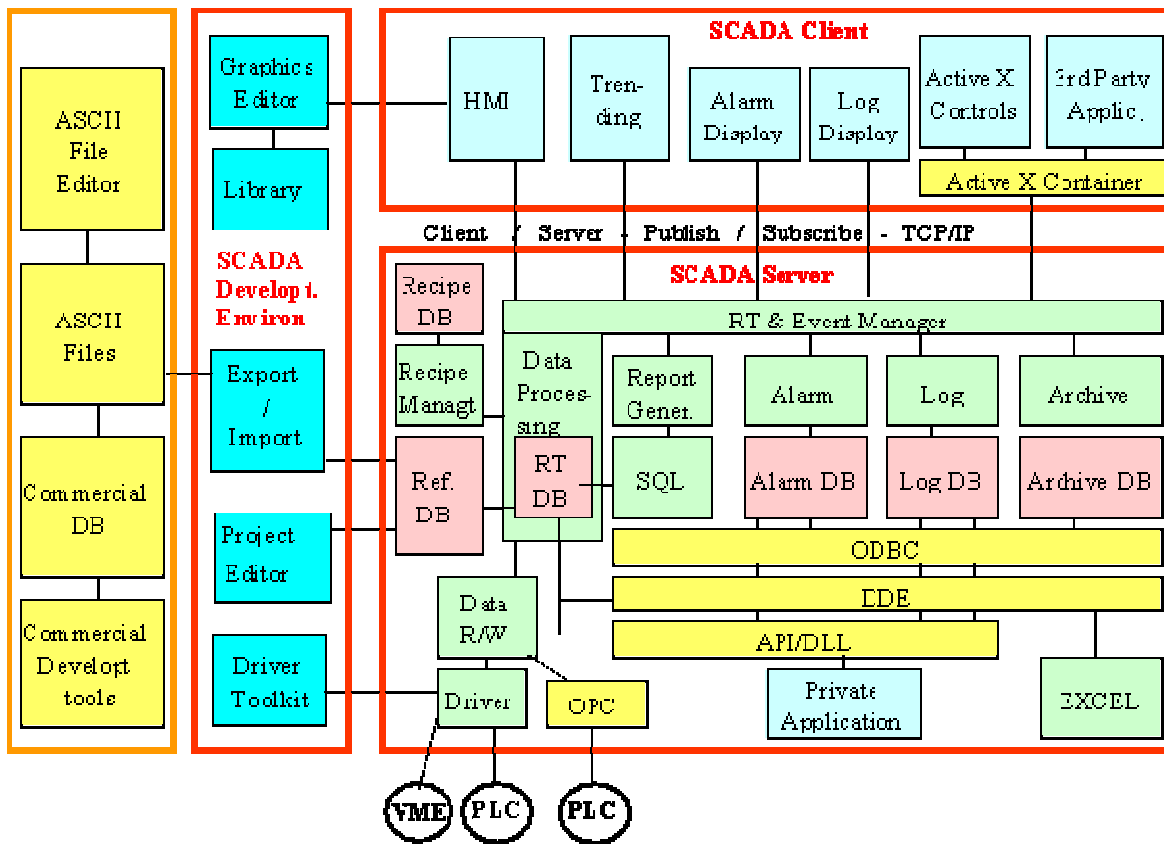 SCADA Client
ASCII
File
Editor
ASCII
Files
Commercial
DB
Commercial
Develop't
tools
Graphics
Editor
Library
SCADA
Develop't.
Environ
Export
/
Import
Project
Editor
Driver
Toolkit
HMI
Tren-
ding
Alarm
Display
Log
Display
Active X
Controls
3rd Party
Applic.
Active X Container
Client / Server - Publish / Subscribe - TCP/IP
SCADA Server
Recipe
DB
RT & Event Manager
Recipe
Managt
Data
Proces-
sing
Report
Gener.
Alarm
Log
Archive
Ref.
DB
RT
DB
SQL
Alarm DB
Log DB
Archive DB
ODBC
DDE
Data
R/W
API/DLL
Driver
OPC
Private
Application
EXCEL
VME
PLC
PLC